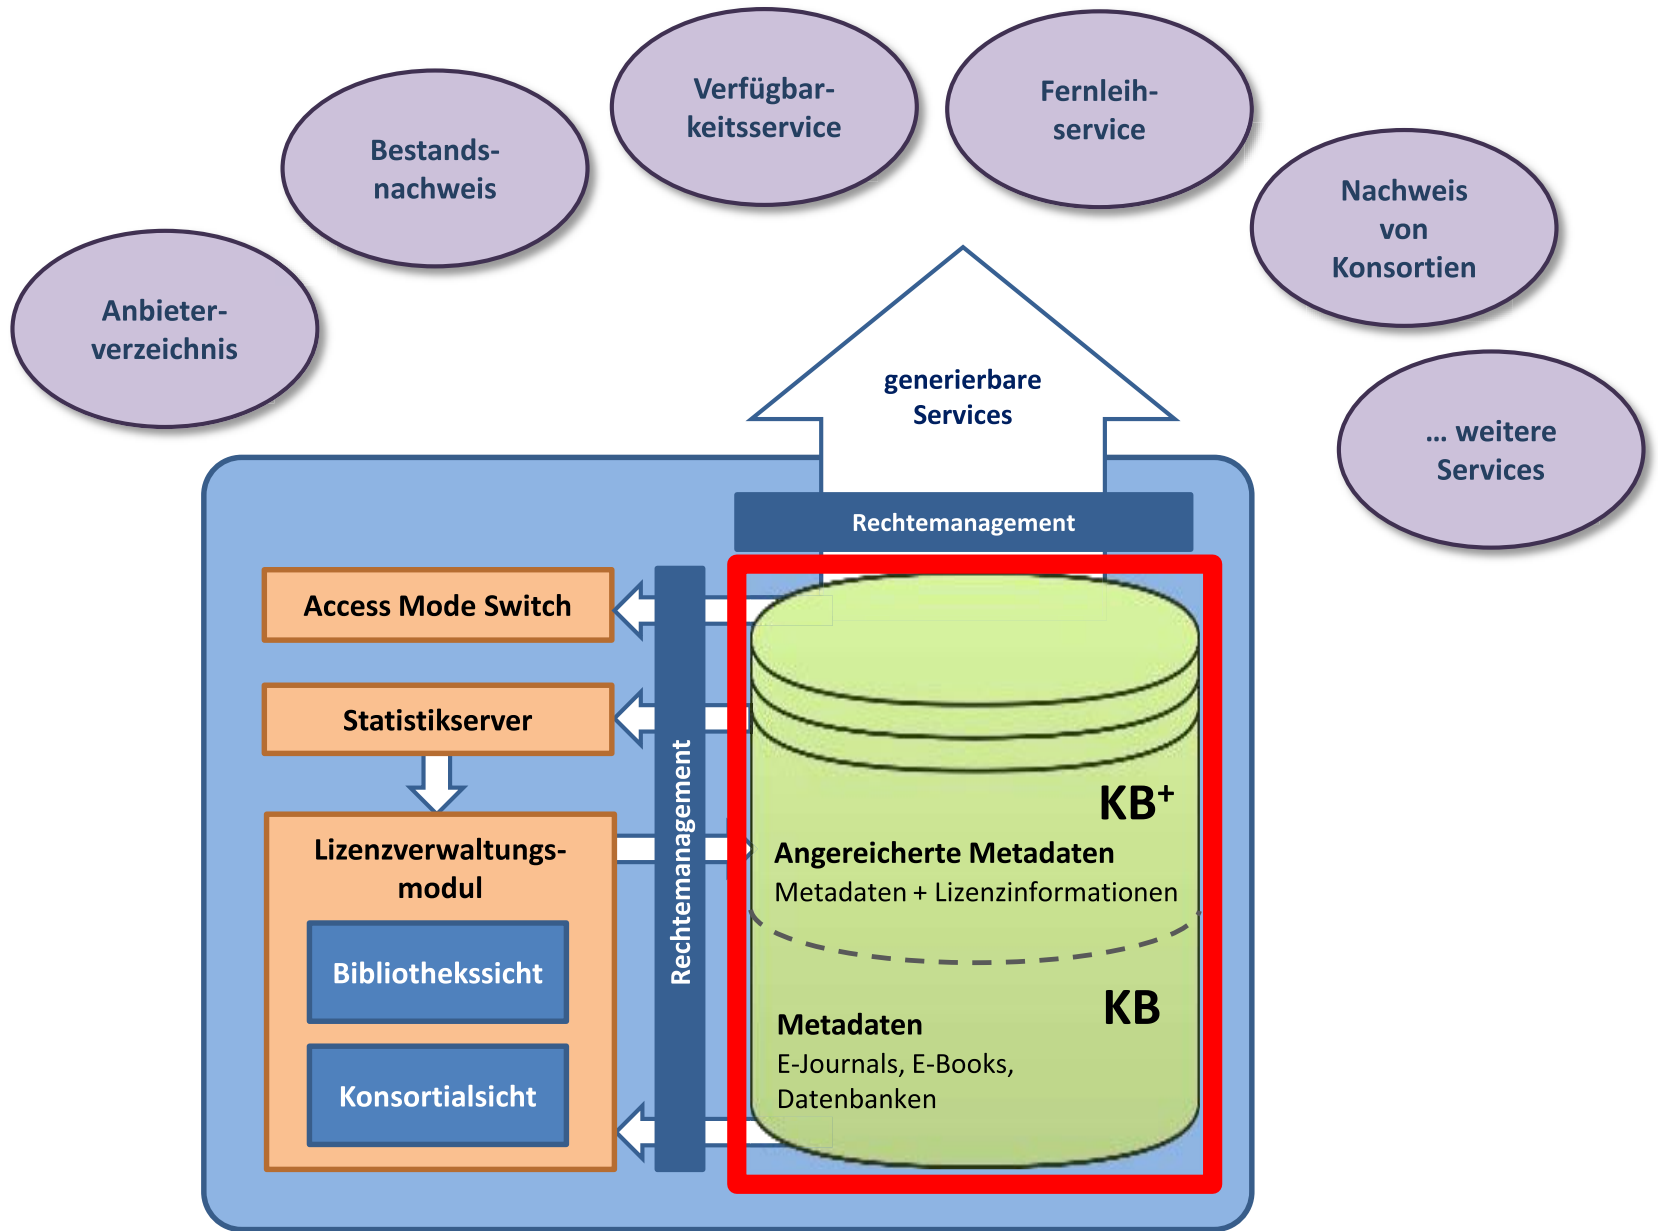 Verfügbar-
keitsservice
Fernleih-
service
Bestands-
nachweis
Nachweis
von
Konsortien
Anbieter-
verzeichnis
generierbare
Services
... weitere
Services
Rechtemanagement
Access Mode Switch
Statistikserver
Rechtemanagement
Lizenzverwaltungs-
modul
Bibliothekssicht
Konsortialsicht
KB⁺
Angereicherte Metadaten
Metadaten + Lizenzinformationen
KB
Metadaten
E-Journals, E-Books,
Datenbanken